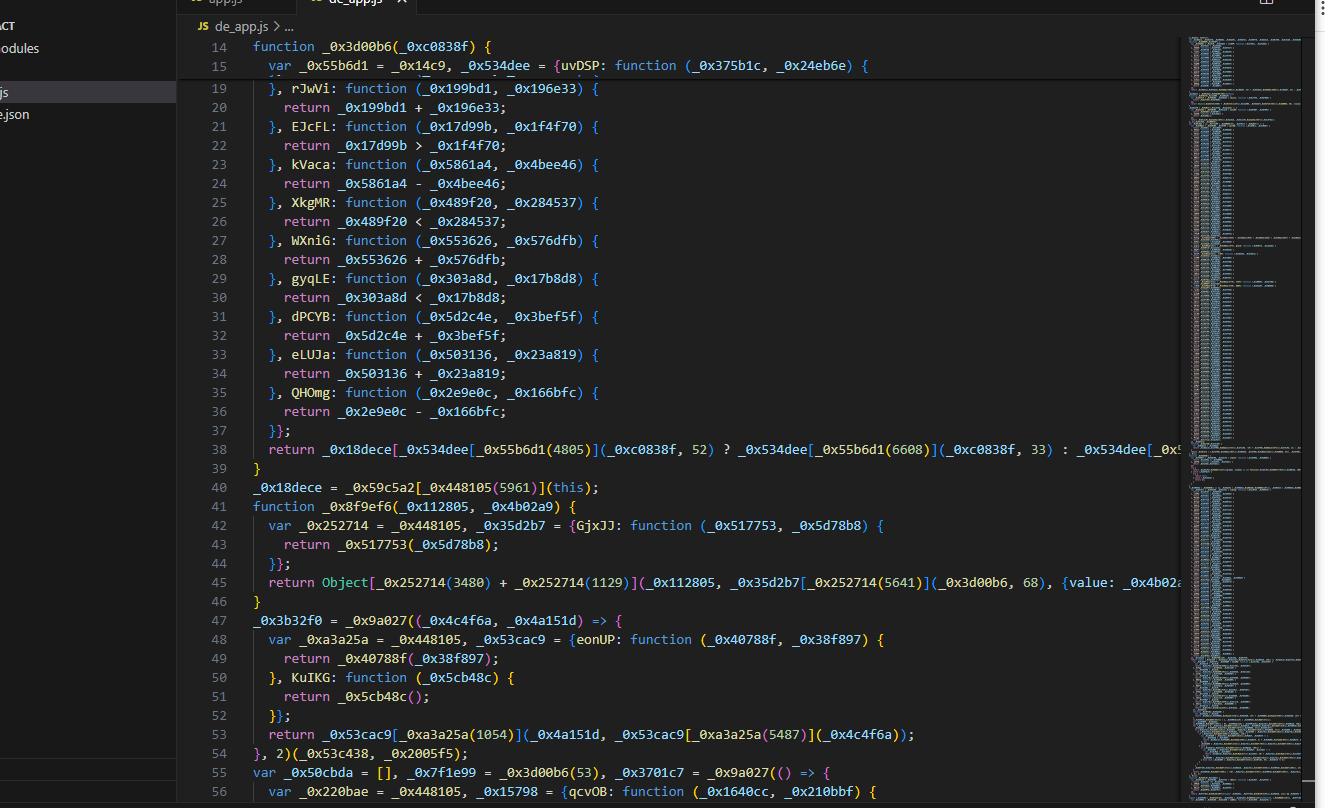 app.js
de_app.js
CT
JS de_app.js > ...
odules
js
e.json
14 function _0x3d00b6(_0xc0838f) {
15 var _0x55b6d1 = _0x14c9, _0x534dee = {uvDSP: function (_0x375b1c, _0x24eb6e) {
19 }, rJwVi: function (_0x199bd1, _0x196e33) {
20 return _0x199bd1 + _0x196e33;
21 }, EJcFL: function (_0x17d99b, _0x1f4f70) {
22 return _0x17d99b > _0x1f4f70;
23 }, kVaca: function (_0x5861a4, _0x4bee46) {
24 return _0x5861a4 - _0x4bee46;
25 }, XkgMR: function (_0x489f20, _0x284537) {
26 return _0x489f20 < _0x284537;
27 }, WXniG: function (_0x553626, _0x576dfb) {
28 return _0x553626 + _0x576dfb;
29 }, gyqLE: function (_0x303a8d, _0x17b8d8) {
30 return _0x303a8d < _0x17b8d8;
31 }, dPCYB: function (_0x5d2c4e, _0x3bef5f) {
32 return _0x5d2c4e + _0x3bef5f;
33 }, eLUJa: function (_0x503136, _0x23a819) {
34 return _0x503136 + _0x23a819;
35 }, QHOmg: function (_0x2e9e0c, _0x166bfc) {
36 return _0x2e9e0c - _0x166bfc;
37 }};
38 return _0x18dece[_0x534dee[_0x55b6d1(4805)](_0xc0838f, 52) ? _0x534dee[_0x55b6d1(6608)](_0xc0838f, 33) : _0x534dee[_0x5
39 }
40 _0x18dece = _0x59c5a2[_0x448105(5961)](this);
41 function _0x8f9ef6(_0x112805, _0x4b02a9) {
42 var _0x252714 = _0x448105, _0x35d2b7 = {GjxJJ: function (_0x517753, _0x5d78b8) {
43 return _0x517753(_0x5d78b8);
44 }};
45 return Object[_0x252714(3480) + _0x252714(1129)](_0x112805, _0x35d2b7[_0x252714(5641)](_0x3d00b6, 68), {value: _0x4b02a
46 }
47 _0x3b32f0 = _0x9a027((_0x4c4f6a, _0x4a151d) => {
48 var _0xa3a25a = _0x448105, _0x53cac9 = {eonUP: function (_0x40788f, _0x38f897) {
49 return _0x40788f(_0x38f897);
50 }, KuIKG: function (_0x5cb48c) {
51 return _0x5cb48c();
52 }};
53 return _0x53cac9[_0xa3a25a(1054)](_0x4a151d, _0x53cac9[_0xa3a25a(5487)](_0x4c4f6a));
54 }, 2)(_0x53c438, _0x2005f5);
55 var _0x50cbda = [], _0x7f1e99 = _0x3d00b6(53), _0x3701c7 = _0x9a027(() => {
56 var _0x220bae = _0x448105, _0x15798 = {qcvOB: function (_0x1640cc, _0x210bbf) {